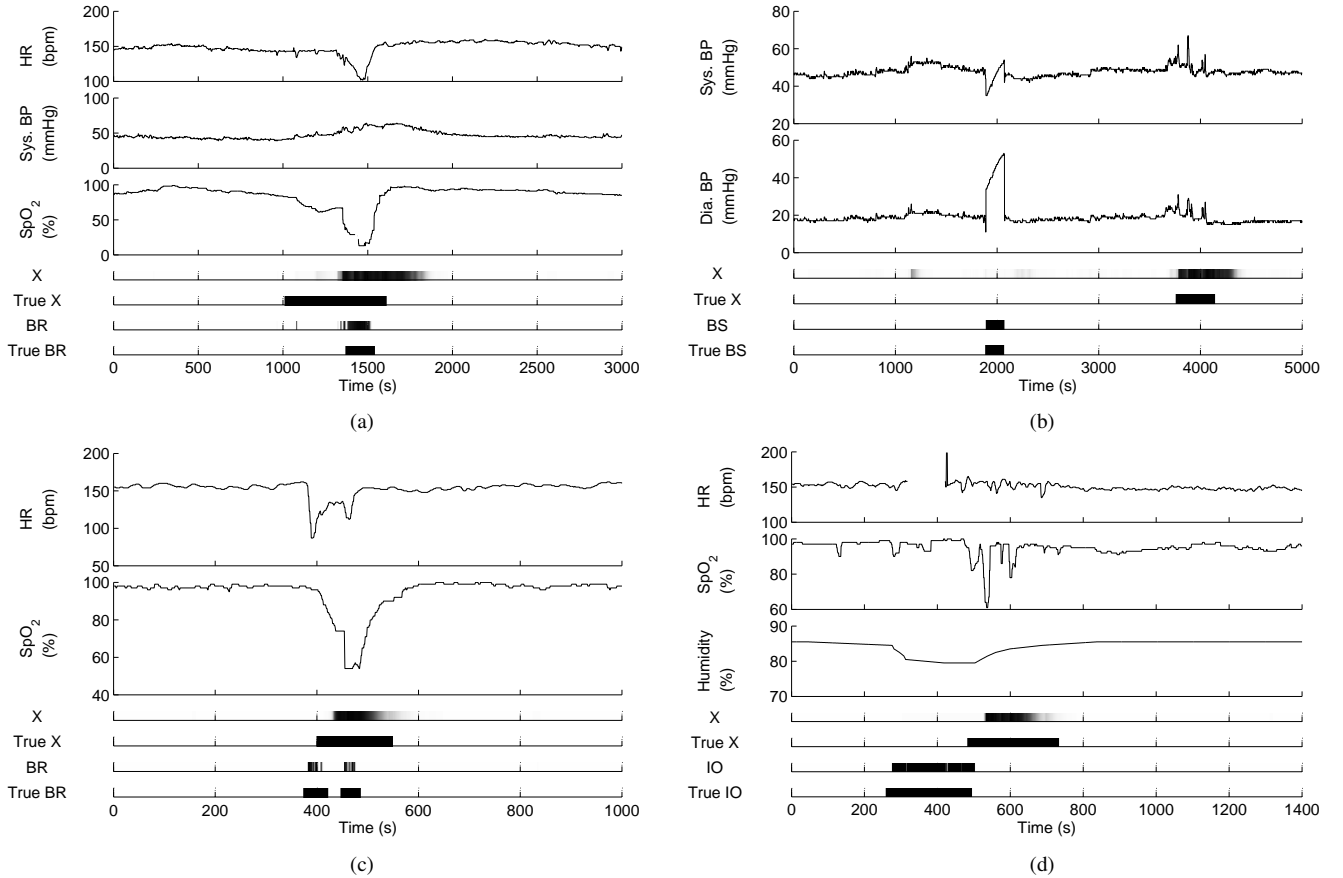 200
150
100
HR
(bpm)
100
50
0
Sys. BP
(mmHg)
100
50
0
SpO2
(%)
X
True X
BR
True BR
0 500 1000 1500 2000 2500 3000
Time (s)
(a)
80
60
40
20
Sys. BP
(mmHg)
60
40
20
0
Dia. BP
(mmHg)
X
True X
BS
True BS
0 1000 2000 3000 4000 5000
Time (s)
(b)
200
150
100
50
HR
(bpm)
100
80
60
40
SpO2
(%)
X
True X
BR
True BR
0 200 400 600 800 1000
Time (s)
(c)
200
150
100
HR
(bpm)
100
80
60
SpO2
(%)
90
80
70
Humidity
(%)
X
True X
IO
True IO
0 200 400 600 800 1000 1200 1400
Time (s)
(d)